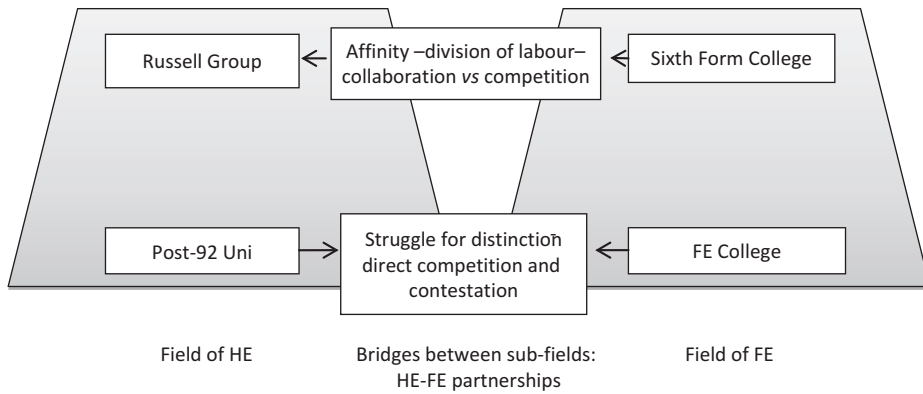 Russell Group
Affinity –division of labour–
collaboration vs competition
Sixth Form College
Post-92 Uni
Struggle for distinction-
direct competition and
contestation
FE College
Field of HE
Bridges between sub-fields:
HE-FE partnerships
Field of FE